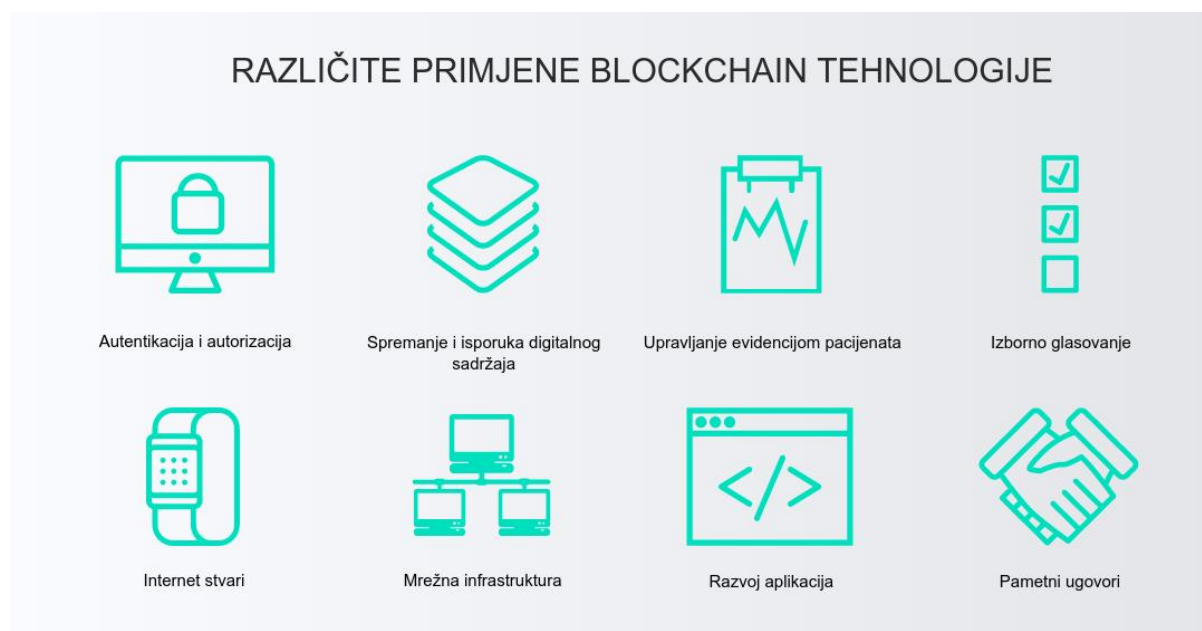 RAZLIČITE PRIMJENE BLOCKCHAIN TEHNOLOGIJE
Autentikacija i autorizacija
Spremanje i isporuka digitalnog
sadržaja
Upravljanje evidencijom pacijenata
Izborno glasovanje
Internet stvari
Mrežna infrastruktura
Razvoj aplikacija
Pametni ugovori